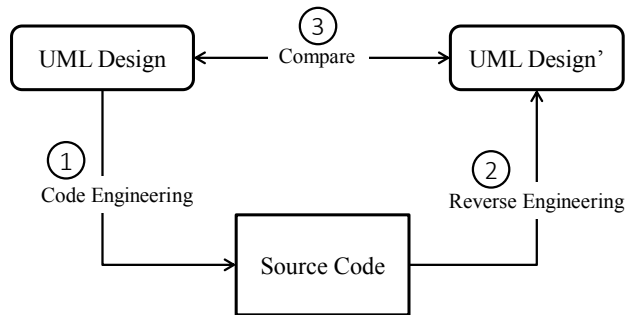 3
UML Design
Compare
UML Design’
1
Code Engineering
2
Reverse Engineering
Source Code